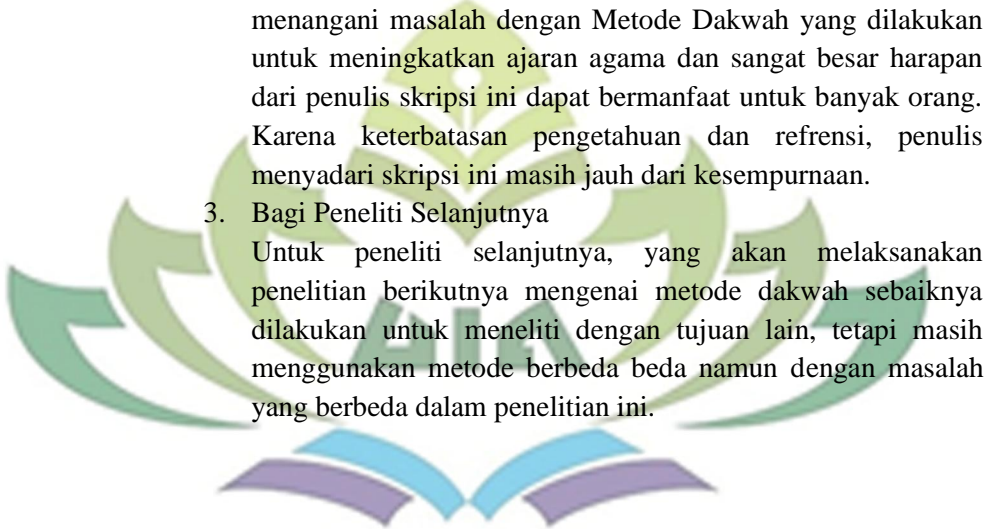 menangani masalah dengan Metode Dakwah yang dilakukan
untuk meningkatkan ajaran agama dan sangat besar harapan
dari penulis skripsi ini dapat bermanfaat untuk banyak orang.
Karena keterbatasan pengetahuan dan refrensi, penulis
menyadari skripsi ini masih jauh dari kesempurnaan.
3. Bagi Peneliti Selanjutnya
Untuk peneliti selanjutnya, yang akan melaksanakan
penelitian berikutnya mengenai metode dakwah sebaiknya
dilakukan untuk meneliti dengan tujuan lain, tetapi masih
menggunakan metode berbeda beda namun dengan masalah
yang berbeda dalam penelitian ini.